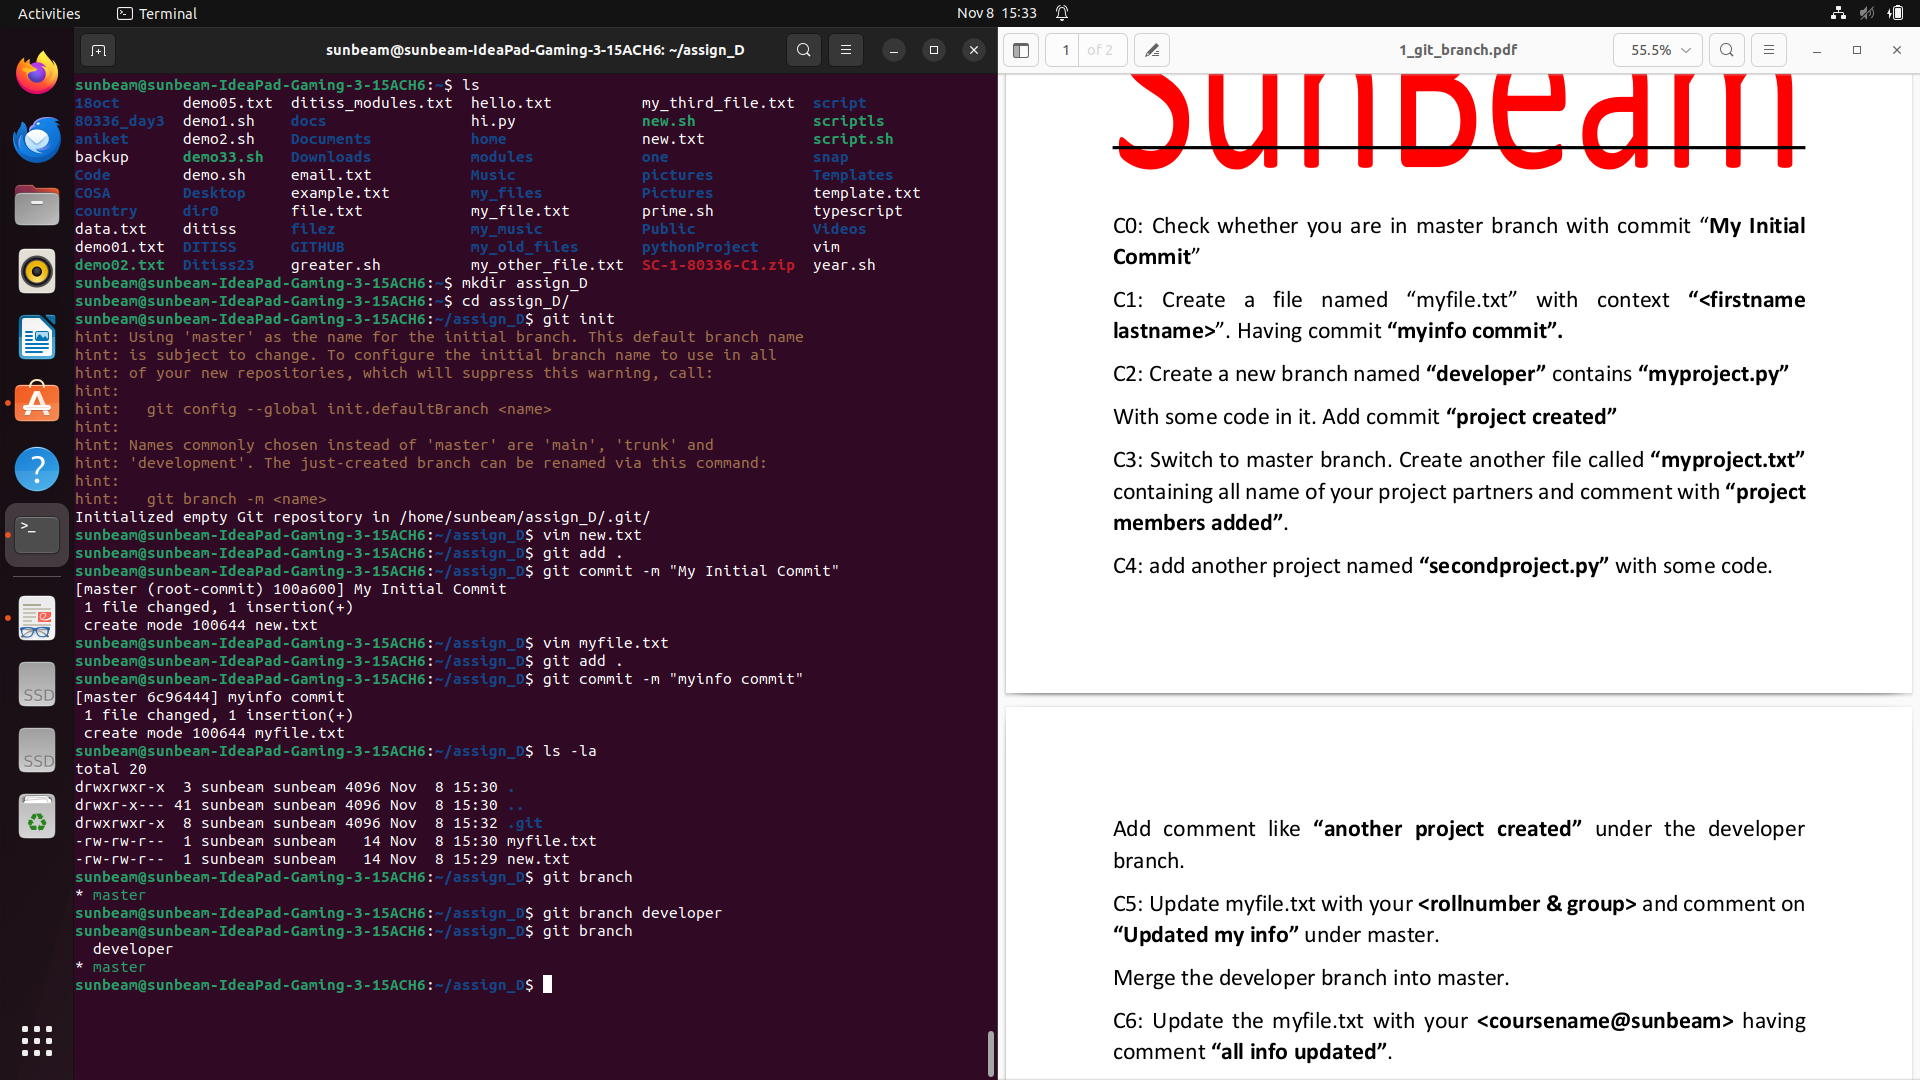 Activities
Terminal
Nov 8 15:33
sunbeam@sunbeam-IdeaPad-Gaming-3-15ACH6: ~/assign_D
sunbeam@sunbeam-IdeaPad-Gaming-3-15ACH6:~$ ls
18oct demo05.txt ditiss_modules.txt hello.txt my_third_file.txt script
80336_day3 demo1.sh docs hi.py new.sh scriptls
aniket demo2.sh Documents home new.txt script.sh
backup demo33.sh Downloads modules one snap
Code demo.sh email.txt Music pictures Templates
COSA Desktop example.txt my_files Pictures template.txt
country dir0 file.txt my_file.txt prime.sh typescript
data.txt ditiss filez my_music Public Videos
demo01.txt DITISS GITHUB my_old_files pythonProject vim
demo02.txt Ditiss23 greater.sh my_other_file.txt SC-1-80336-C1.zip year.sh
sunbeam@sunbeam-IdeaPad-Gaming-3-15ACH6:~$ mkdir assign_D
sunbeam@sunbeam-IdeaPad-Gaming-3-15ACH6:~$ cd assign_D/
sunbeam@sunbeam-IdeaPad-Gaming-3-15ACH6:~/assign_D$ git init
hint: Using 'master' as the name for the initial branch. This default branch name
hint: is subject to change. To configure the initial branch name to use in all
hint: of your new repositories, which will suppress this warning, call:
hint:
hint:   git config --global init.defaultBranch <name>
hint:
hint: Names commonly chosen instead of 'master' are 'main', 'trunk' and
hint: 'development'. The just-created branch can be renamed via this command:
hint:
hint:   git branch -m <name>
Initialized empty Git repository in /home/sunbeam/assign_D/.git/
sunbeam@sunbeam-IdeaPad-Gaming-3-15ACH6:~/assign_D$ vim new.txt
sunbeam@sunbeam-IdeaPad-Gaming-3-15ACH6:~/assign_D$ git add .
sunbeam@sunbeam-IdeaPad-Gaming-3-15ACH6:~/assign_D$ git commit -m "My Initial Commit"
[master (root-commit) 100a600] My Initial Commit
 1 file changed, 1 insertion(+)
 create mode 100644 new.txt
sunbeam@sunbeam-IdeaPad-Gaming-3-15ACH6:~/assign_D$ vim myfile.txt
sunbeam@sunbeam-IdeaPad-Gaming-3-15ACH6:~/assign_D$ git add .
sunbeam@sunbeam-IdeaPad-Gaming-3-15ACH6:~/assign_D$ git commit -m "myinfo commit"
[master 6c96444] myinfo commit
 1 file changed, 1 insertion(+)
 create mode 100644 myfile.txt
sunbeam@sunbeam-IdeaPad-Gaming-3-15ACH6:~/assign_D$ ls -la
total 20
drwxrwxr-x  3 sunbeam sunbeam 4096 Nov  8 15:30 .
drwxr-x--- 41 sunbeam sunbeam 4096 Nov  8 15:30 ..
drwxrwxr-x  8 sunbeam sunbeam 4096 Nov  8 15:32 .git
-rw-rw-r--  1 sunbeam sunbeam   14 Nov  8 15:30 myfile.txt
-rw-rw-r--  1 sunbeam sunbeam   14 Nov  8 15:29 new.txt
sunbeam@sunbeam-IdeaPad-Gaming-3-15ACH6:~/assign_D$ git branch
* master
sunbeam@sunbeam-IdeaPad-Gaming-3-15ACH6:~/assign_D$ git branch developer
sunbeam@sunbeam-IdeaPad-Gaming-3-15ACH6:~/assign_D$ git branch
  developer
* master
sunbeam@sunbeam-IdeaPad-Gaming-3-15ACH6:~/assign_D$
SSD
SSD
1 of 2
1_git_branch.pdf
55.5%
SunBeam
C0: Check whether you are in master branch with commit “My Initial
Commit”
C1: Create a file named “myfile.txt” with context “<firstname
lastname>”. Having commit “myinfo commit”.
C2: Create a new branch named “developer” contains “myproject.py”
With some code in it. Add commit “project created”
C3: Switch to master branch. Create another file called “myproject.txt”
containing all name of your project partners and comment with “project
members added”.
C4: add another project named “secondproject.py” with some code.
Add comment like “another project created” under the developer
branch.
C5: Update myfile.txt with your <rollnumber & group> and comment on
“Updated my info” under master.
Merge the developer branch into master.
C6: Update the myfile.txt with your <coursename@sunbeam> having
comment “all info updated”.